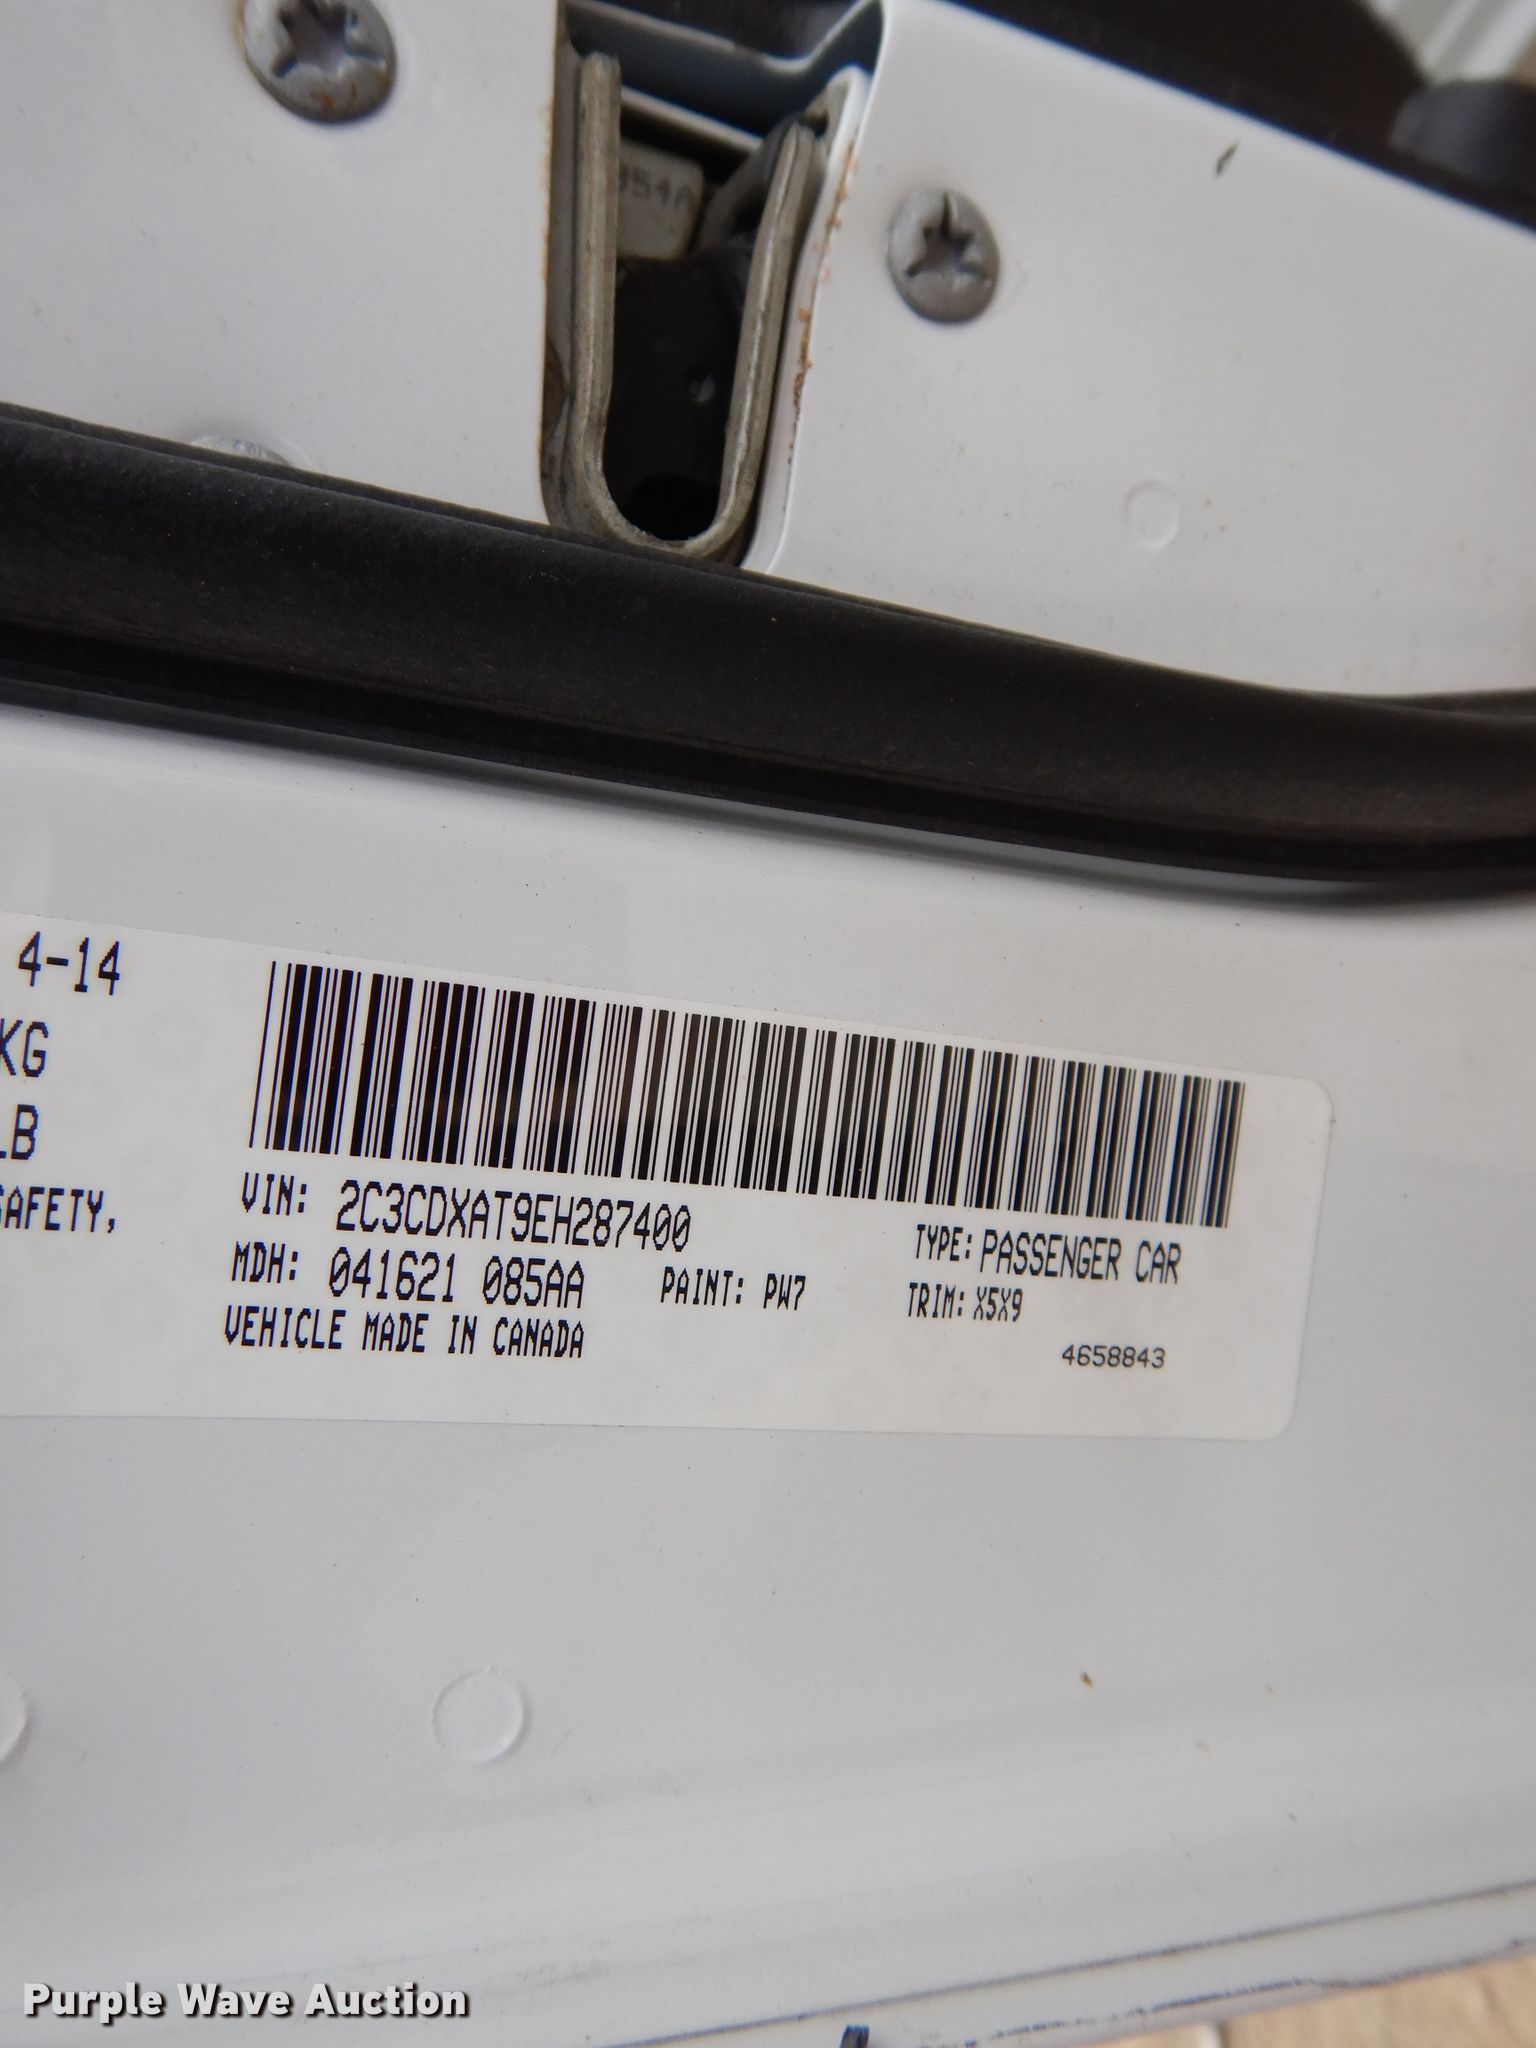 954A
4-14
KG
LB
SAFETY,
VIN: 2C3CDXAT9EH287400
TYPE: PASSENGER CAR
MDH: 041621 085AA
PAINT: PW7
TRIM: X5X9
VEHICLE MADE IN CANADA
4658843
Purple Wave Auction